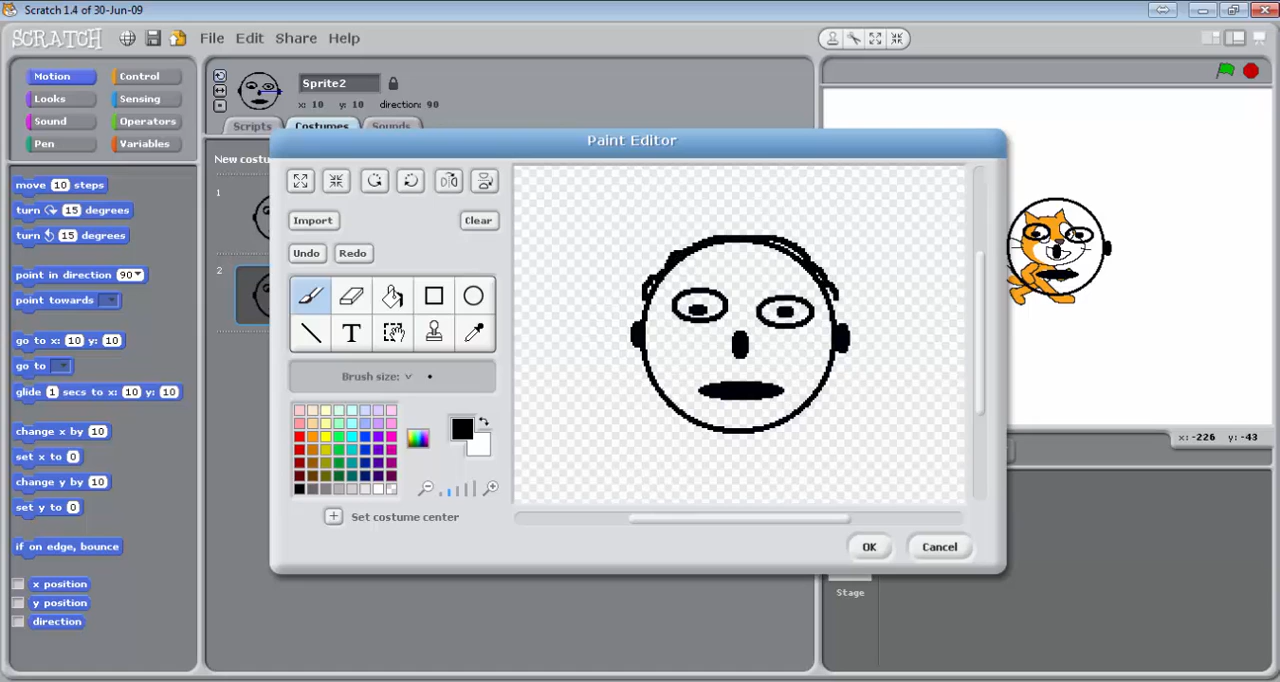 Scratch 1.4 of 30-Jun-09
SCRATCH File Edit Share Help
Motion Control
Looks Sensing
Sound Operators
Pen Variables
Sprite2
x: 10 y: 10 direction: 90
Scripts Costumes Sounds
New costu
1
2
move 10 steps
turn 15 degrees
turn 15 degrees
point in direction 90
point towards
go to x: 10 y: 10
go to
glide 1 secs to x: 10 y: 10
change x by 10
set x to 0
change y by 10
set y to 0
if on edge, bounce
x position
y position
direction
Paint Editor
Import Clear
Undo Redo
T
Brush size:
Set costume center
OK Cancel
x: -226 y: -43
Stage